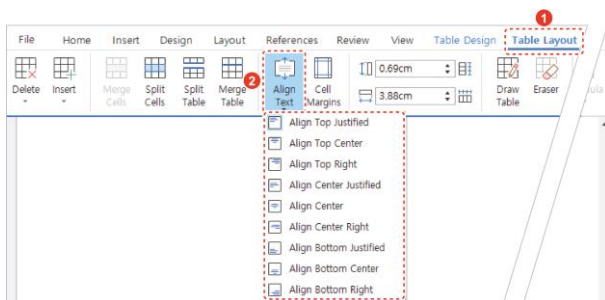 1
File Home Insert Design Layout References Review View Table Design Table Layout
2
Delete Insert Merge Cells Split Cells Split Table Merge Table Align Text Cell Margins 0.69cm 3.88cm Draw Table Eraser
Align Top Justified
Align Top Center
Align Top Right
Align Center Justified
Align Center
Align Center Right
Align Bottom Justified
Align Bottom Center
Align Bottom Right